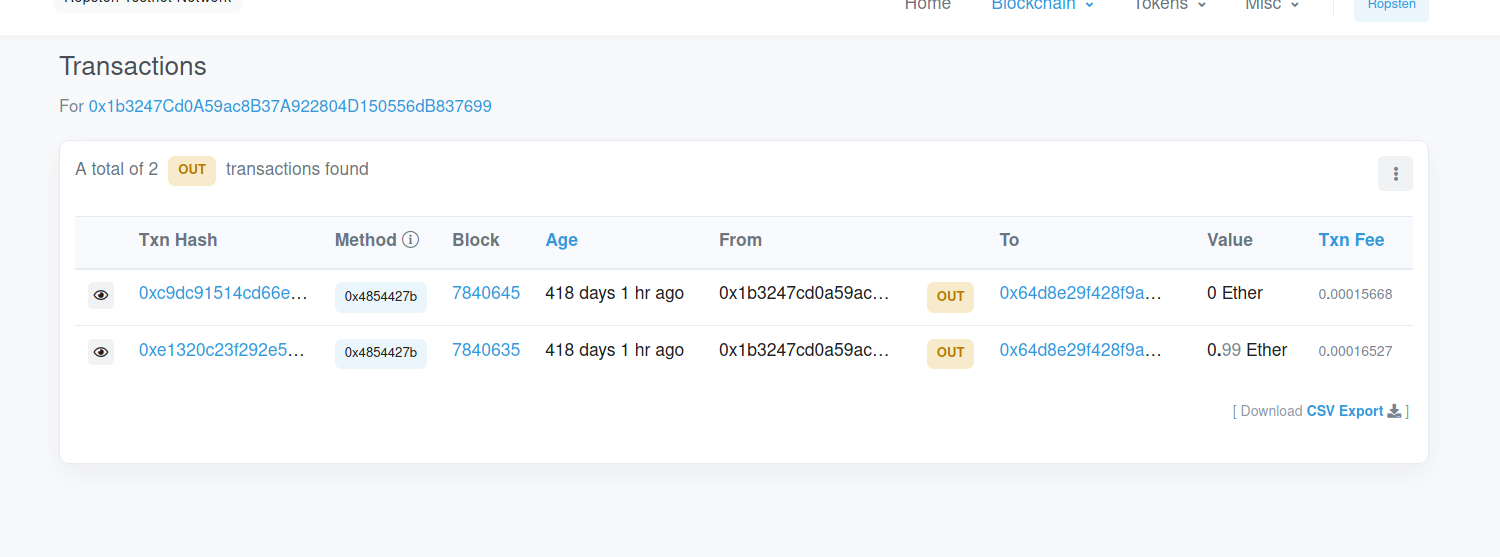 Ropsten Testnet Network
Home Blockchain Tokens Misc Ropsten
Transactions
For 0x1b3247Cd0A59ac8B37A922804D150556dB837699
A total of 2 OUT transactions found
Txn Hash Method Block Age From To Value Txn Fee
0xc9dc91514cd66e... 0x4854427b 7840645 418 days 1 hr ago 0x1b3247cd0a59ac... OUT 0x64d8e29f428f9a... 0 Ether 0.00015668
0xe1320c23f292e5... 0x4854427b 7840635 418 days 1 hr ago 0x1b3247cd0a59ac... OUT 0x64d8e29f428f9a... 0.99 Ether 0.00016527
[ Download CSV Export ]